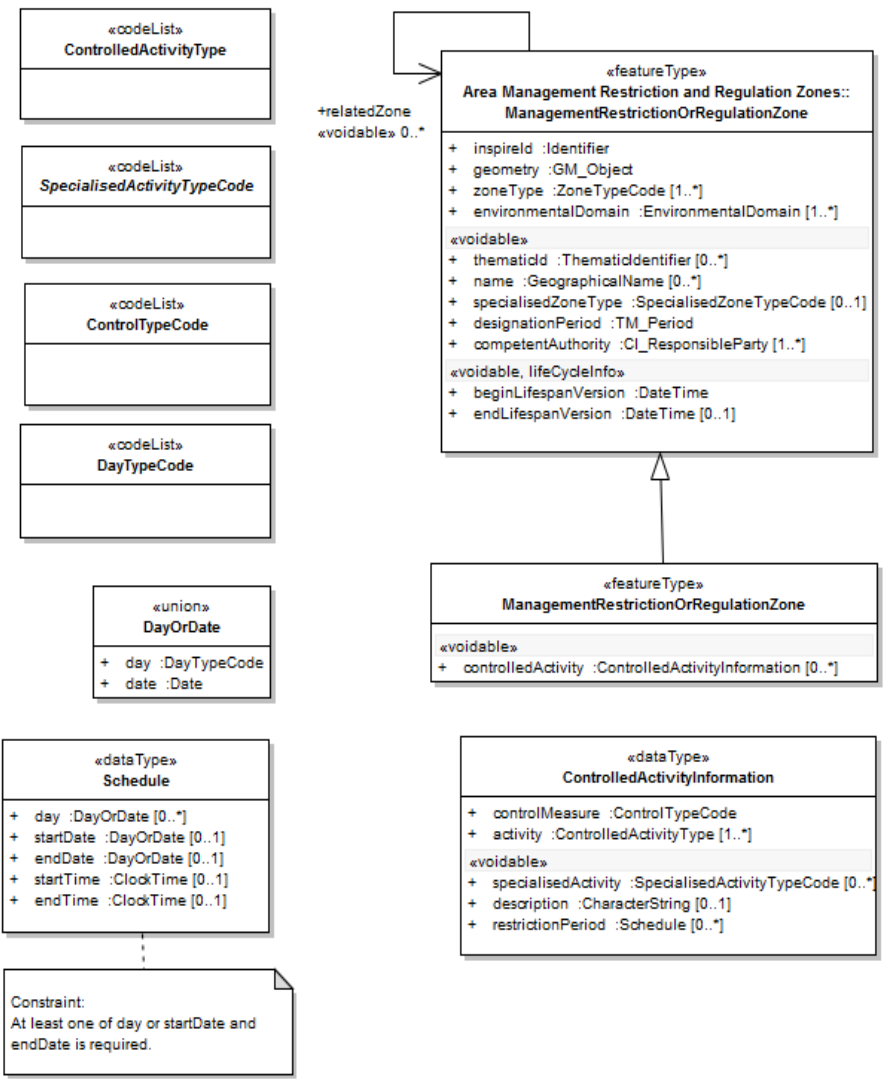 «codeList»
ControlledActivityType
«codeList»
SpecialisedActivityTypeCode
«codeList»
ControlTypeCode
«codeList»
DayTypeCode
«union»
DayOrDate
+ day :DayTypeCode
+ date :Date
«dataType»
Schedule
+ day :DayOrDate [0..*]
+ startDate :DayOrDate [0..1]
+ endDate :DayOrDate [0..1]
+ startTime :ClockTime [0..1]
+ endTime :ClockTime [0..1]
Constraint:
At least one of day or startDate and
endDate is required.
+relatedZone
«voidable» 0..*
«featureType»
Area Management Restriction and Regulation Zones::
ManagementRestrictionOrRegulationZone
+ inspireId :Identifier
+ geometry :GM_Object
+ zoneType :ZoneTypeCode [1..*]
+ environmentalDomain :EnvironmentalDomain [1..*]
«voidable»
+ thematicId :ThematicIdentifier [0..*]
+ name :GeographicalName [0..*]
+ specialisedZoneType :SpecialisedZoneTypeCode [0..1]
+ designationPeriod :TM_Period
+ competentAuthority :CI_ResponsibleParty [1..*]
«voidable, lifeCycleInfo»
+ beginLifespanVersion :DateTime
+ endLifespanVersion :DateTime [0..1]
«featureType»
ManagementRestrictionOrRegulationZone
«voidable»
+ controlledActivity :ControlledActivityInformation [0..*]
«dataType»
ControlledActivityInformation
+ controlMeasure :ControlTypeCode
+ activity :ControlledActivityType [1..*]
«voidable»
+ specialisedActivity :SpecialisedActivityTypeCode [0..*]
+ description :CharacterString [0..1]
+ restrictionPeriod :Schedule [0..*]